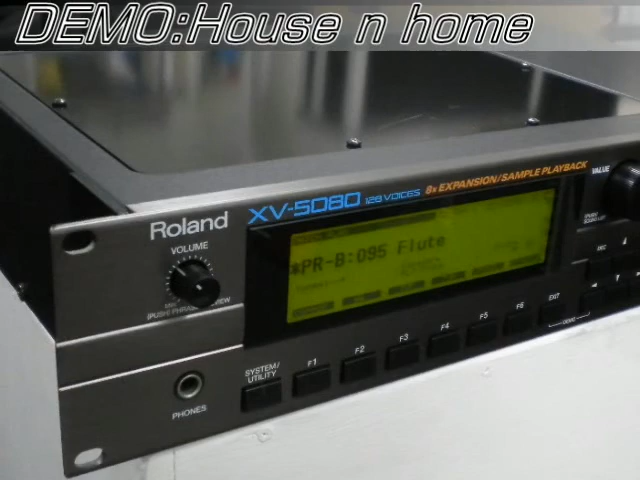 DEMO:House n home
Roland
XV-5080 128 VOICES 8x EXPANSION/SAMPLE PLAYBACK
VALUE
VOLUME
*PR-B:095 Flute
F1 F2 F3 F4 F5 F6 EXIT
SYSTEM/
UTILITY
DEMO
PHONES